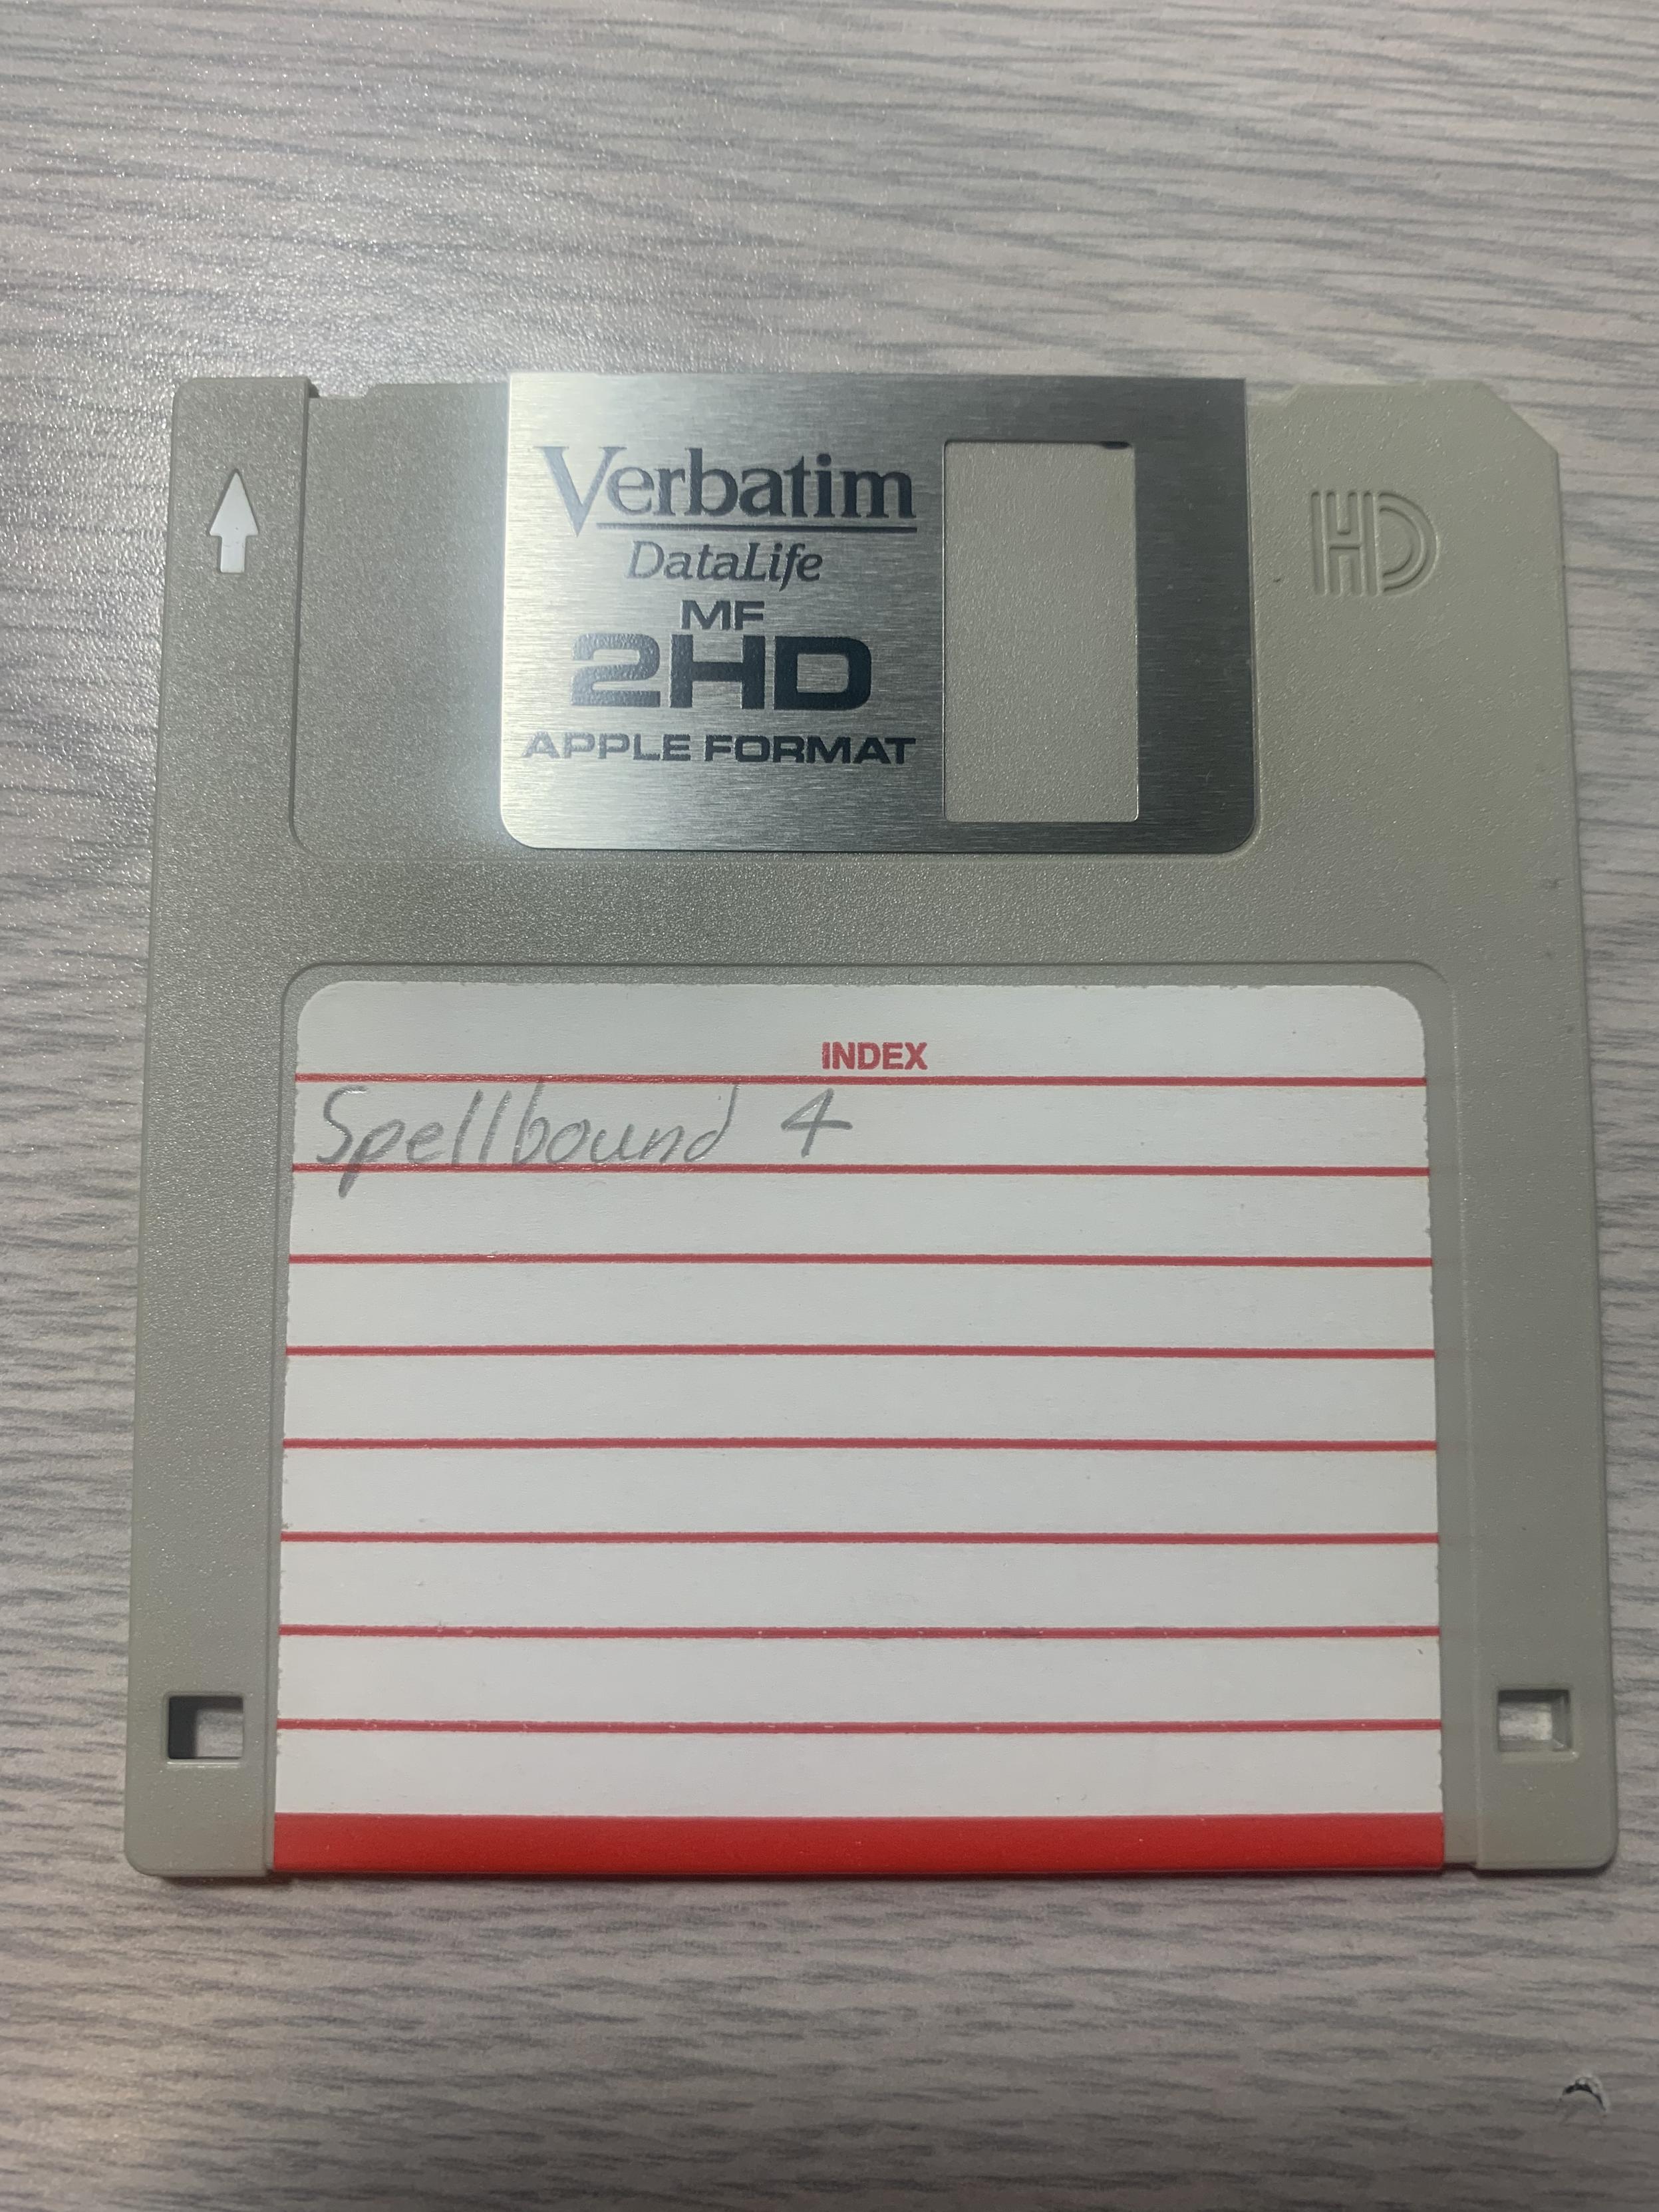 Verbatim
DataLife
MF
2HD
APPLE FORMAT
HD
INDEX
Spellbound 4